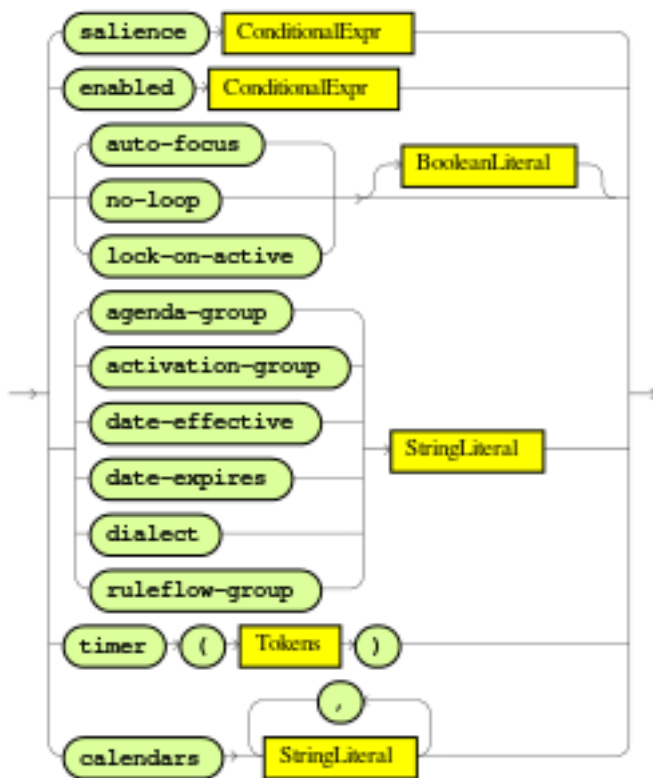 salience ConditionalExpr
enabled ConditionalExpr
auto-focus
BooleanLiteral
no-loop
lock-on-active
agenda-group
activation-group
date-effective
StringLiteral
date-expires
dialect
ruleflow-group
timer ( Tokens )
,
calendars StringLiteral